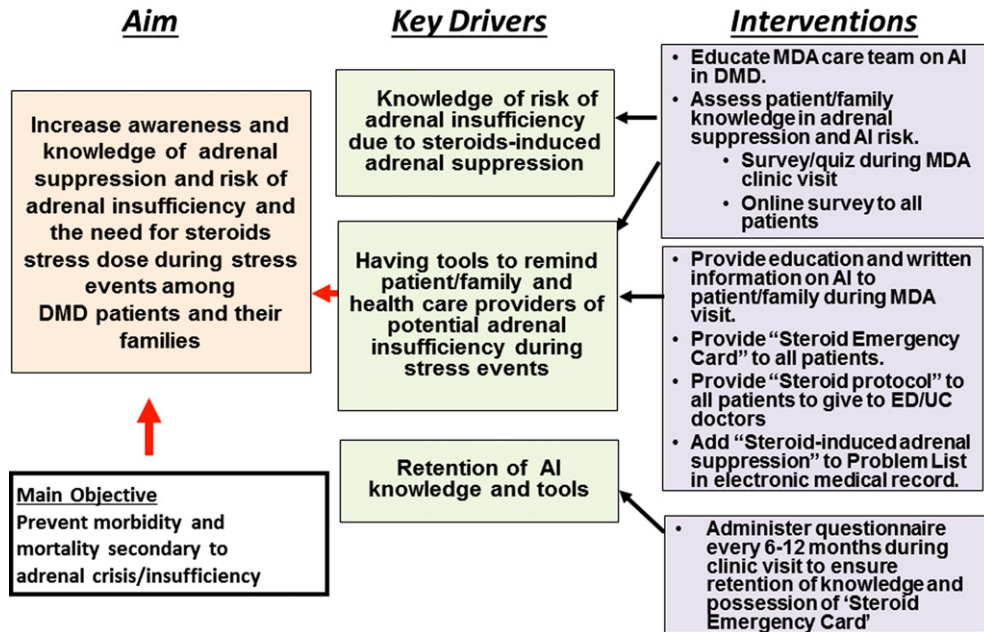 Aim
Increase awareness and
knowledge of adrenal
suppression and risk of
adrenal insufficiency and
the need for steroids
stress dose during stress
events among
DMD patients and their
families
Main Objective
Prevent morbidity and
mortality secondary to
adrenal crisis/insufficiency
Key Drivers
Knowledge of risk of
adrenal insufficiency
due to steroids-induced
adrenal suppression
Having tools to remind
patient/family and
health care providers of
potential adrenal
insufficiency during
stress events
Retention of AI
knowledge and tools
Interventions
• Educate MDA care team on AI
in DMD.
• Assess patient/family
knowledge in adrenal
suppression and AI risk.
• Survey/quiz during MDA
clinic visit
• Online survey to all
patients
• Provide education and written
information on AI to
patient/family during MDA
visit.
• Provide “Steroid Emergency
Card” to all patients.
• Provide “Steroid protocol” to
all patients to give to ED/UC
doctors
• Add “Steroid-induced adrenal
suppression” to Problem List
in electronic medical record.
• Administer questionnaire
every 6-12 months during
clinic visit to ensure
retention of knowledge and
possession of ‘Steroid
Emergency Card’